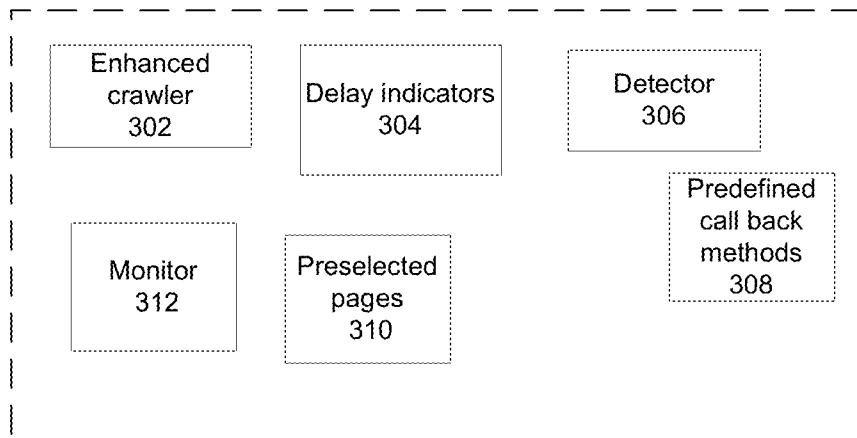 Enhanced
crawler
302
Delay indicators
304
Detector
306
Predefined
call back
methods
308
Monitor
312
Preselected
pages
310